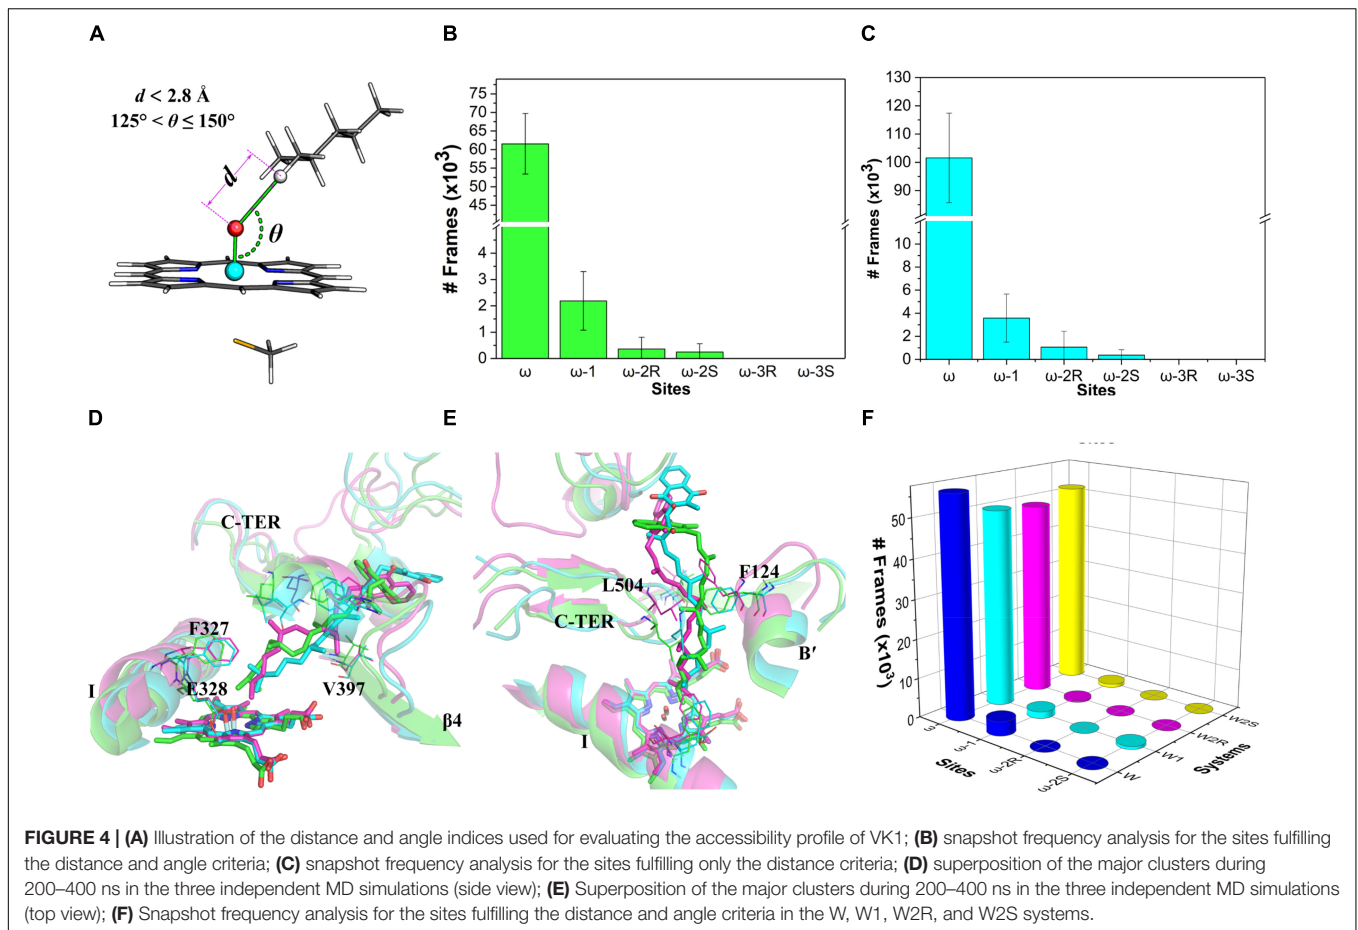 A
d < 2.8 Å
125° < θ ≤ 150°
d
θ
B
# Frames (x10³)
75
70
65
60
55
50
45
4
3
2
1
0
ω ω-1 ω-2R ω-2S ω-3R ω-3S
Sites
C
# Frames (x10³)
130
120
110
100
90
10
8
6
4
2
0
ω ω-1 ω-2R ω-2S ω-3R ω-3S
Sites
D
C-TER
F327
E328
I
V397
β4
E
L504
F124
C-TER
B′
I
F
# Frames (x10³)
50
40
30
20
10
0
ω
ω-1
ω-2R
ω-2S
Sites
W
W1
W2R
W2S
Systems
FIGURE 4 | (A) Illustration of the distance and angle indices used for evaluating the accessibility profile of VK1; (B) snapshot frequency analysis for the sites fulfilling
the distance and angle criteria; (C) snapshot frequency analysis for the sites fulfilling only the distance criteria; (D) superposition of the major clusters during
200–400 ns in the three independent MD simulations (side view); (E) Superposition of the major clusters during 200–400 ns in the three independent MD simulations
(top view); (F) Snapshot frequency analysis for the sites fulfilling the distance and angle criteria in the W, W1, W2R, and W2S systems.